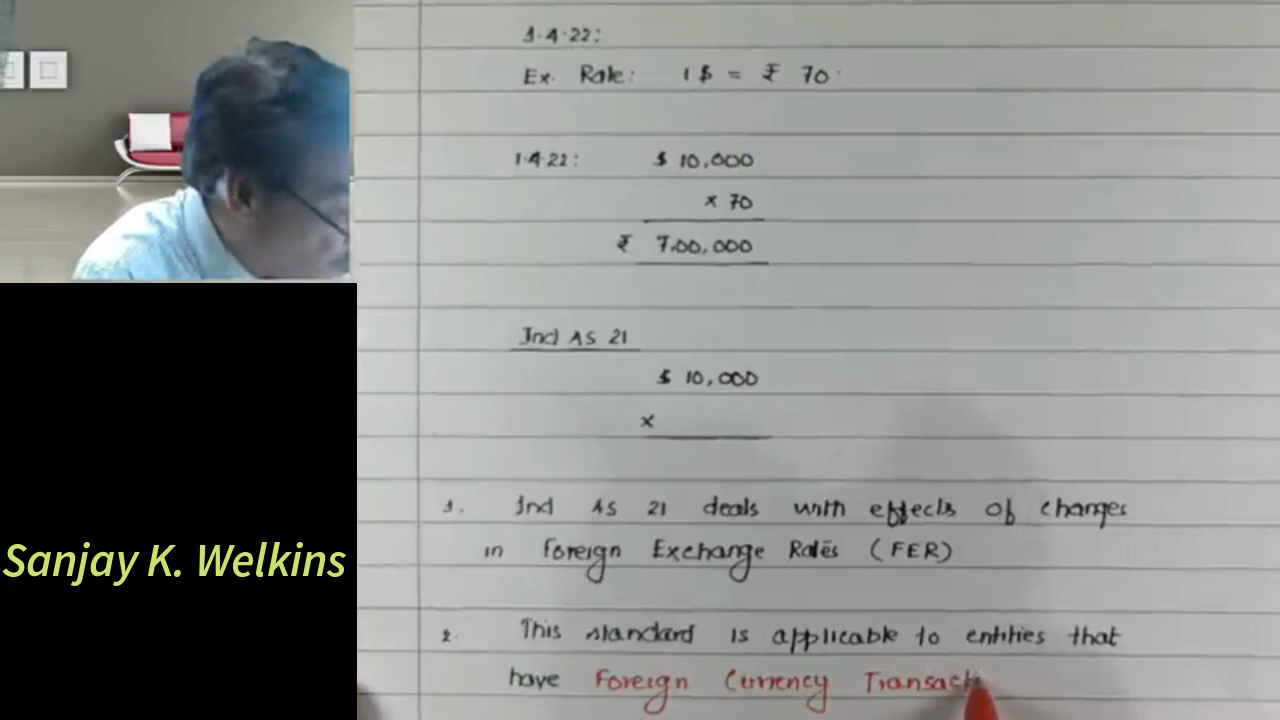 1.4.22:
Ex. Rate: 1 $ = ₹ 70
1.4.22: $ 10,000
x 70
₹ 7,00,000
Ind AS 21
$ 10,000
x
1. Ind AS 21 deals with effects of changes
in Foreign Exchange Rates (FER)
2. This standard is applicable to entities that
have Foreign Currency Transact
Sanjay K. Welkins